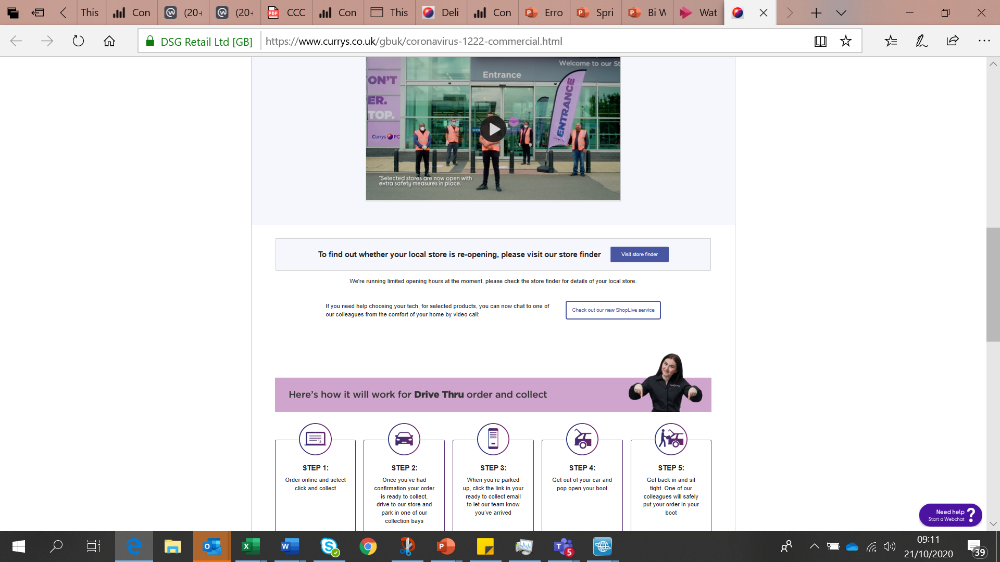 This
Con
(20+
(20+
CCC
Con
This
Deli
Con
Erro
Spri
Bi W
Wat
DSG Retail Ltd [GB]
https://www.currys.co.uk/gbuk/coronavirus-1222-commercial.html
Welcome to our St
Entrance
ON'T
ER.
TOP.
Currys PC
SHOP
ENTRANCE
*Selected stores are now open with
extra safety measures in place.
To find out whether your local store is re-opening, please visit our store finder
Visit store finder
We're running limited opening hours at the moment, please check the store finder for details of your local store.
If you need help choosing your tech, for selected products, you can now chat to one of
our colleagues from the comfort of your home by video call:
Check out our new ShopLive service
Here's how it will work for Drive Thru order and collect
STEP 1:
Order online and select
click and collect
STEP 2:
Once you've had
confirmation your order
is ready to collect,
drive to our store and
park in one of our
collection bays
STEP 3:
When you're parked
up, click the link in your
ready to collect email
to let our team know
you've arrived
STEP 4:
Get out of your car and
pop open your boot
STEP 5:
Get back in and sit
tight. One of our
colleagues will safely
put your order in your
boot
Need help
Start a Webchat
?
09:11
21/10/2020
39
5